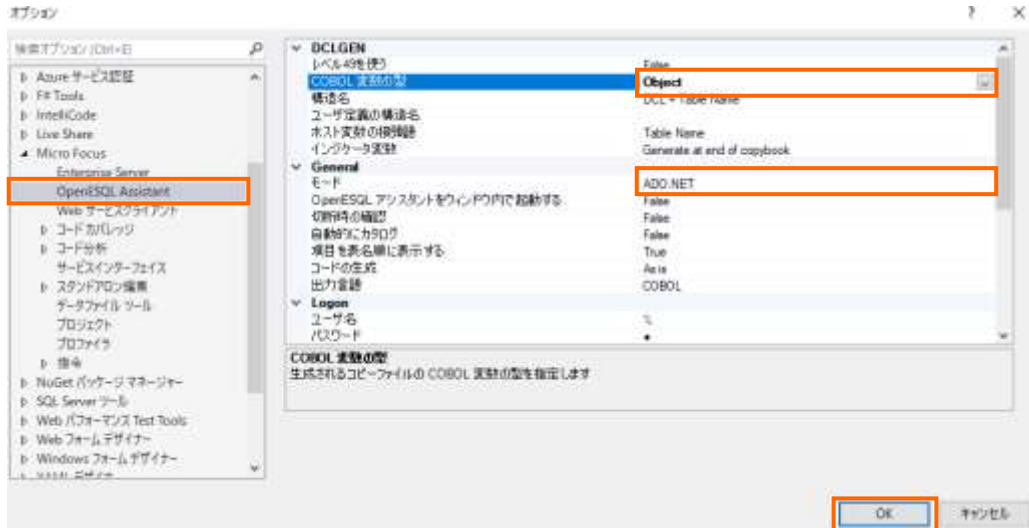 オプション
? ×
検索オプション (Ctrl+E)
Azure サービス認証
F# Tools
IntelliCode
Live Share
Micro Focus
Enterprise Server
OpenESQL Assistant
Web サービスクライアント
コードカバレッジ
コード分析
サービスインターフェイス
スタンドアロン編集
データファイル ツール
プロジェクト
プロファイラ
指令
NuGet パッケージ マネージャー
SQL Server ツール
Web パフォーマンス Test Tools
Web フォーム デザイナー
Windows フォーム デザイナー
XAML デザイナ
DCLGEN
レベル49を使う False
COBOL 変数の型 Object
構造名 DCL + Table Name
ユーザ定義の構造名
ホスト変数の接頭語 Table Name
インジケータ変数 Generate at end of copybook
General
モード ADO.NET
OpenESQL アシスタントをウィンドウ内で起動する False
切断時の確認 False
自動的にカタログ False
項目を表名順に表示する True
コードの生成 As is
出力言語 COBOL
Logon
ユーザ名
パスワード ●
COBOL 変数の型
生成されるコピーファイルの COBOL 変数の型を指定します
OK キャンセル